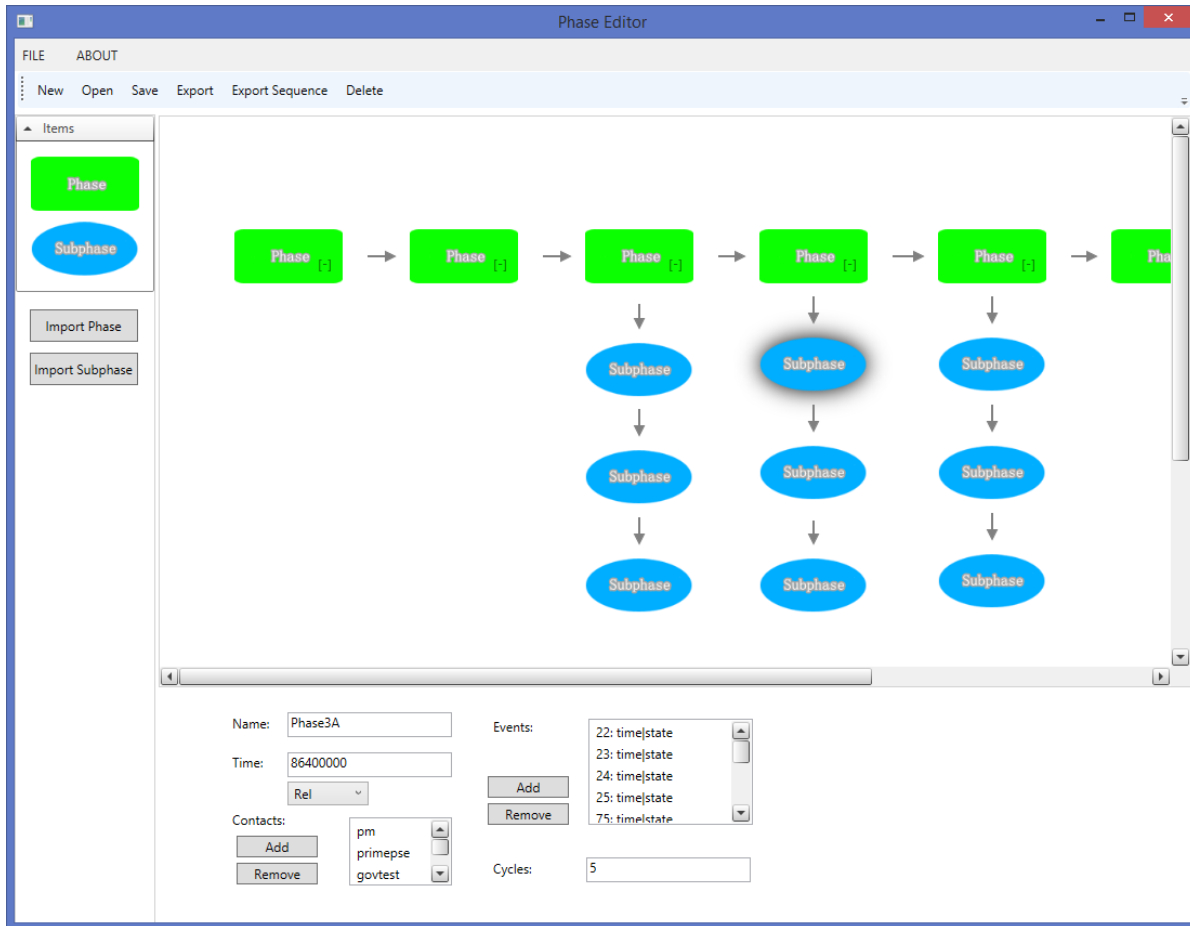 Phase Editor
FILE ABOUT
New Open Save Export Export Sequence Delete
Items
Phase
Subphase
Import Phase
Import Subphase
Phase [-] Phase [-] Phase [-] Phase [-] Phase [-] Pha
Subphase Subphase Subphase
Subphase Subphase Subphase
Subphase Subphase Subphase
Name: Phase3A
Time: 86400000
Rel
Contacts:
Add
Remove
pm
primepse
govtest
Events:
Add
Remove
22: time|state
23: time|state
24: time|state
25: time|state
75: time|state
Cycles: 5